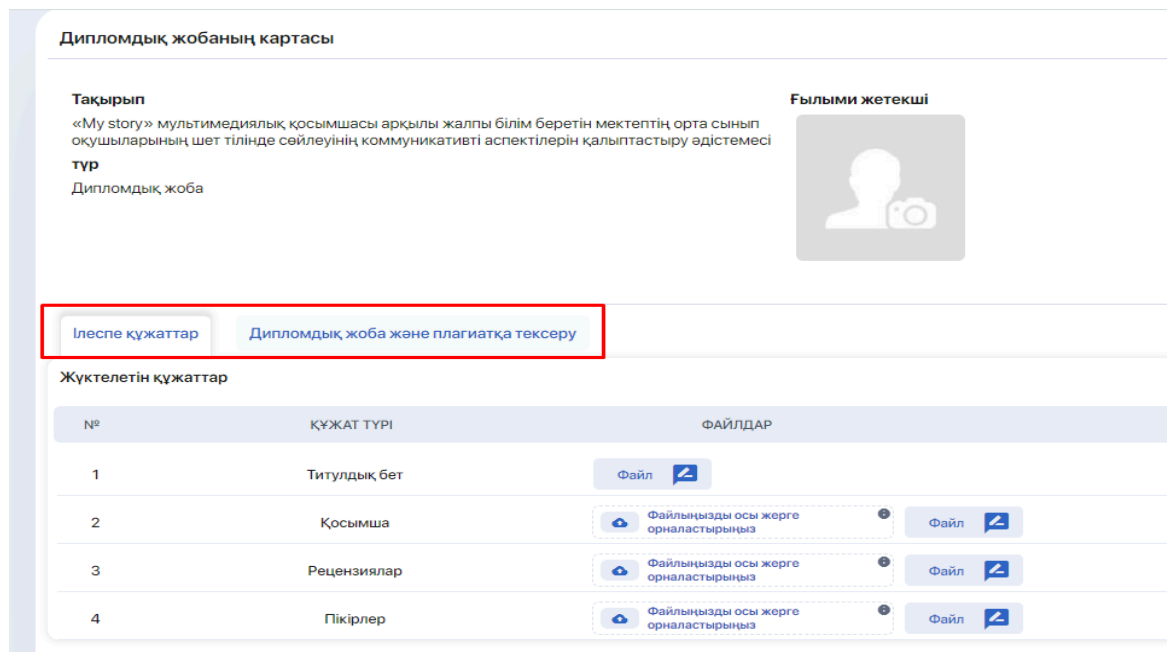 Дипломдық жобаның картасы
Тақырып
Ғылыми жетекші
«My story» мультимедиялық қосымшасы арқылы жалпы білім беретін мектептің орта сынып
оқушыларының шет тілінде сөйлеуінің коммуникативті аспектілерін қалыптастыру әдістемесі
түр
Дипломдық жоба
Ілеспе құжаттар
Дипломдық жоба және плагиатқа тексеру
Жүктелетін құжаттар
№ ҚҰЖАТ ТҮРІ ФАЙЛДАР
1 Титулдық бет Файл
2 Қосымша Файлыңызды осы жерге
орналастырыңыз Файл
3 Рецензиялар Файлыңызды осы жерге
орналастырыңыз Файл
4 Пікірлер Файлыңызды осы жерге
орналастырыңыз Файл